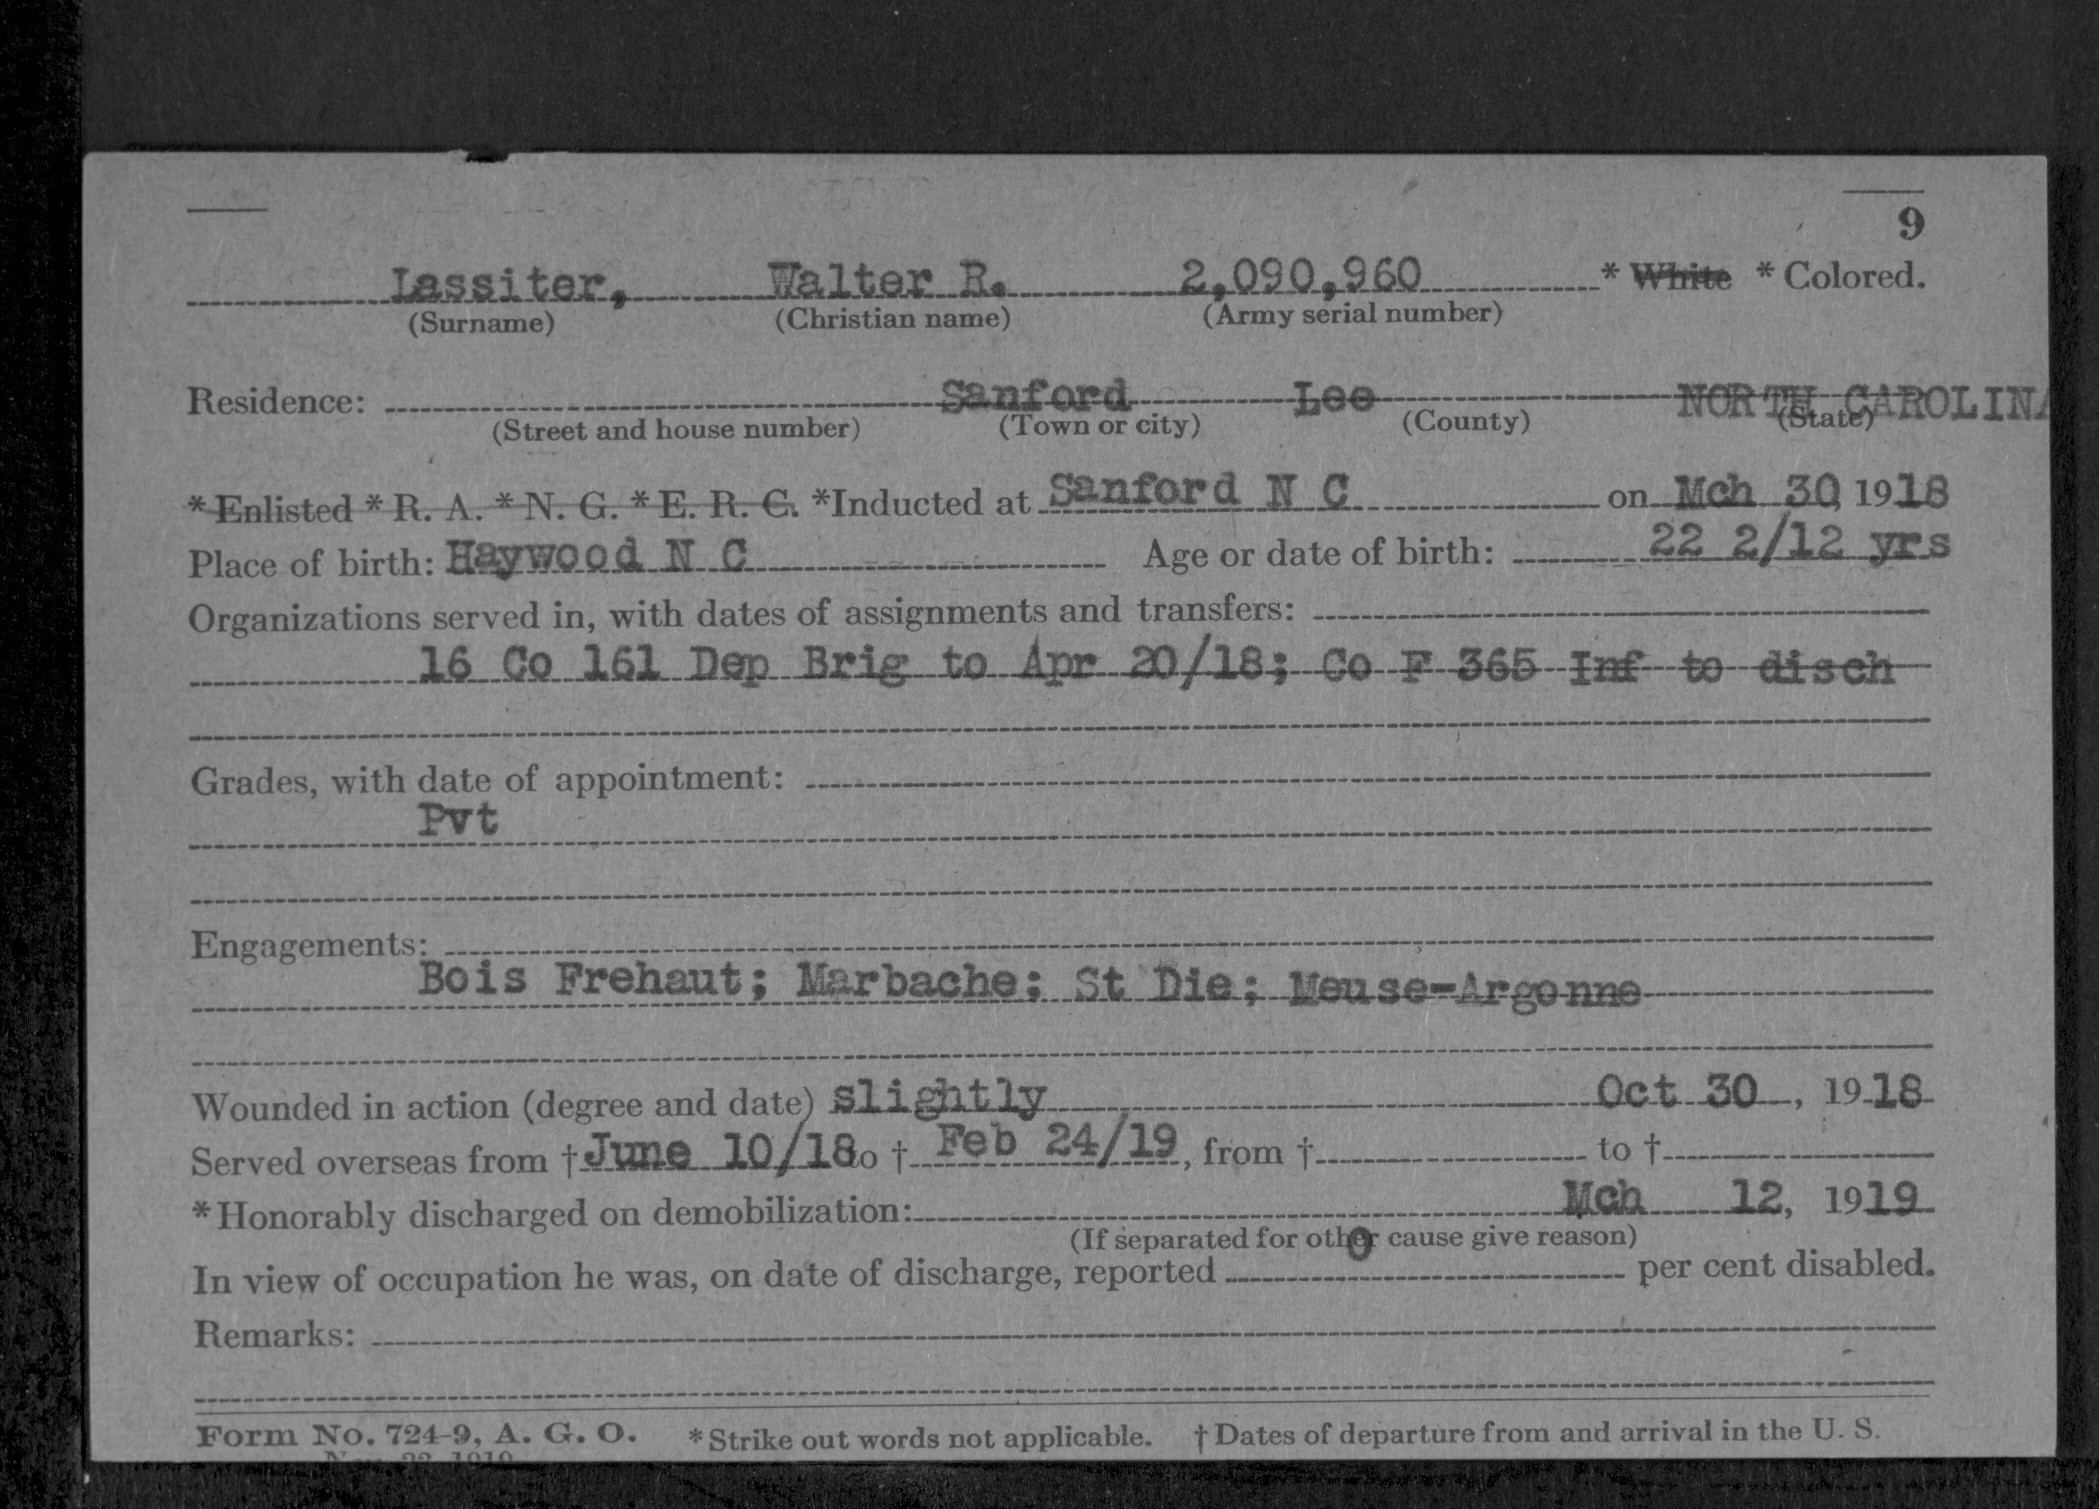 9
Lassiter, Walter R. 2,090,960 * White * Colored.
(Surname) (Christian name) (Army serial number)
Residence: Sanford Lee NORTH CAROLINA
(Street and house number) (Town or city) (County) (State)
* Enlisted * R. A. * N. G. * E. R. C. *Inducted at Sanford N C on Mch 30, 1918
Place of birth: Haywood N C Age or date of birth: 22 2/12 yrs
Organizations served in, with dates of assignments and transfers:
16 Co 161 Dep Brig to Apr 20/18; Co F 365 Inf to disch
Grades, with date of appointment:
Pvt
Engagements:
Bois Frehaut; Marbache; St Die; Meuse-Argonne
Wounded in action (degree and date) slightly Oct 30, 1918
Served overseas from † June 10/18 to † Feb 24/19, from † to †
* Honorably discharged on demobilization: Mch 12, 1919
(If separated for other cause give reason)
In view of occupation he was, on date of discharge, reported 0 per cent disabled.
Remarks:
Form No. 724-9, A. G. O. * Strike out words not applicable. † Dates of departure from and arrival in the U. S.